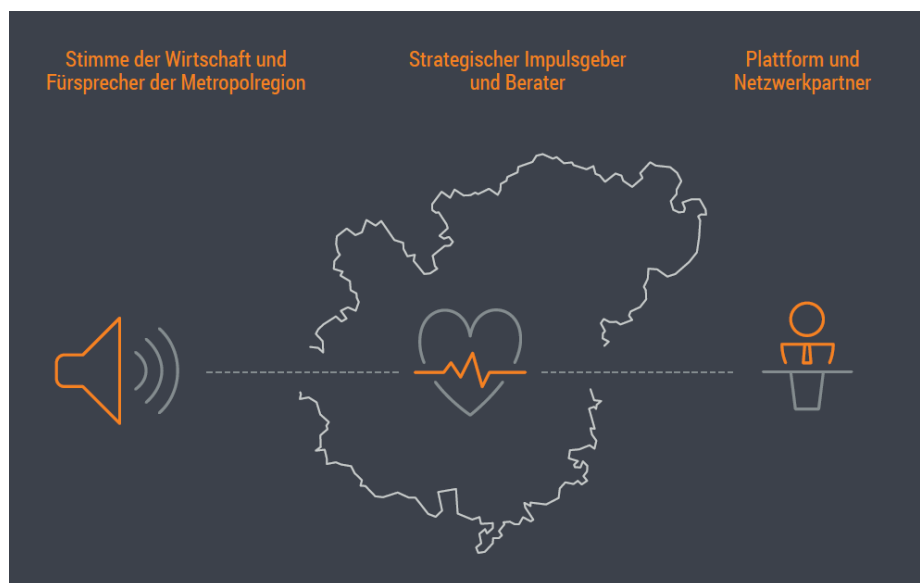 Stimme der Wirtschaft und
Fürsprecher der Metropolregion
Strategischer Impulsgeber
und Berater
Plattform und
Netzwerkpartner